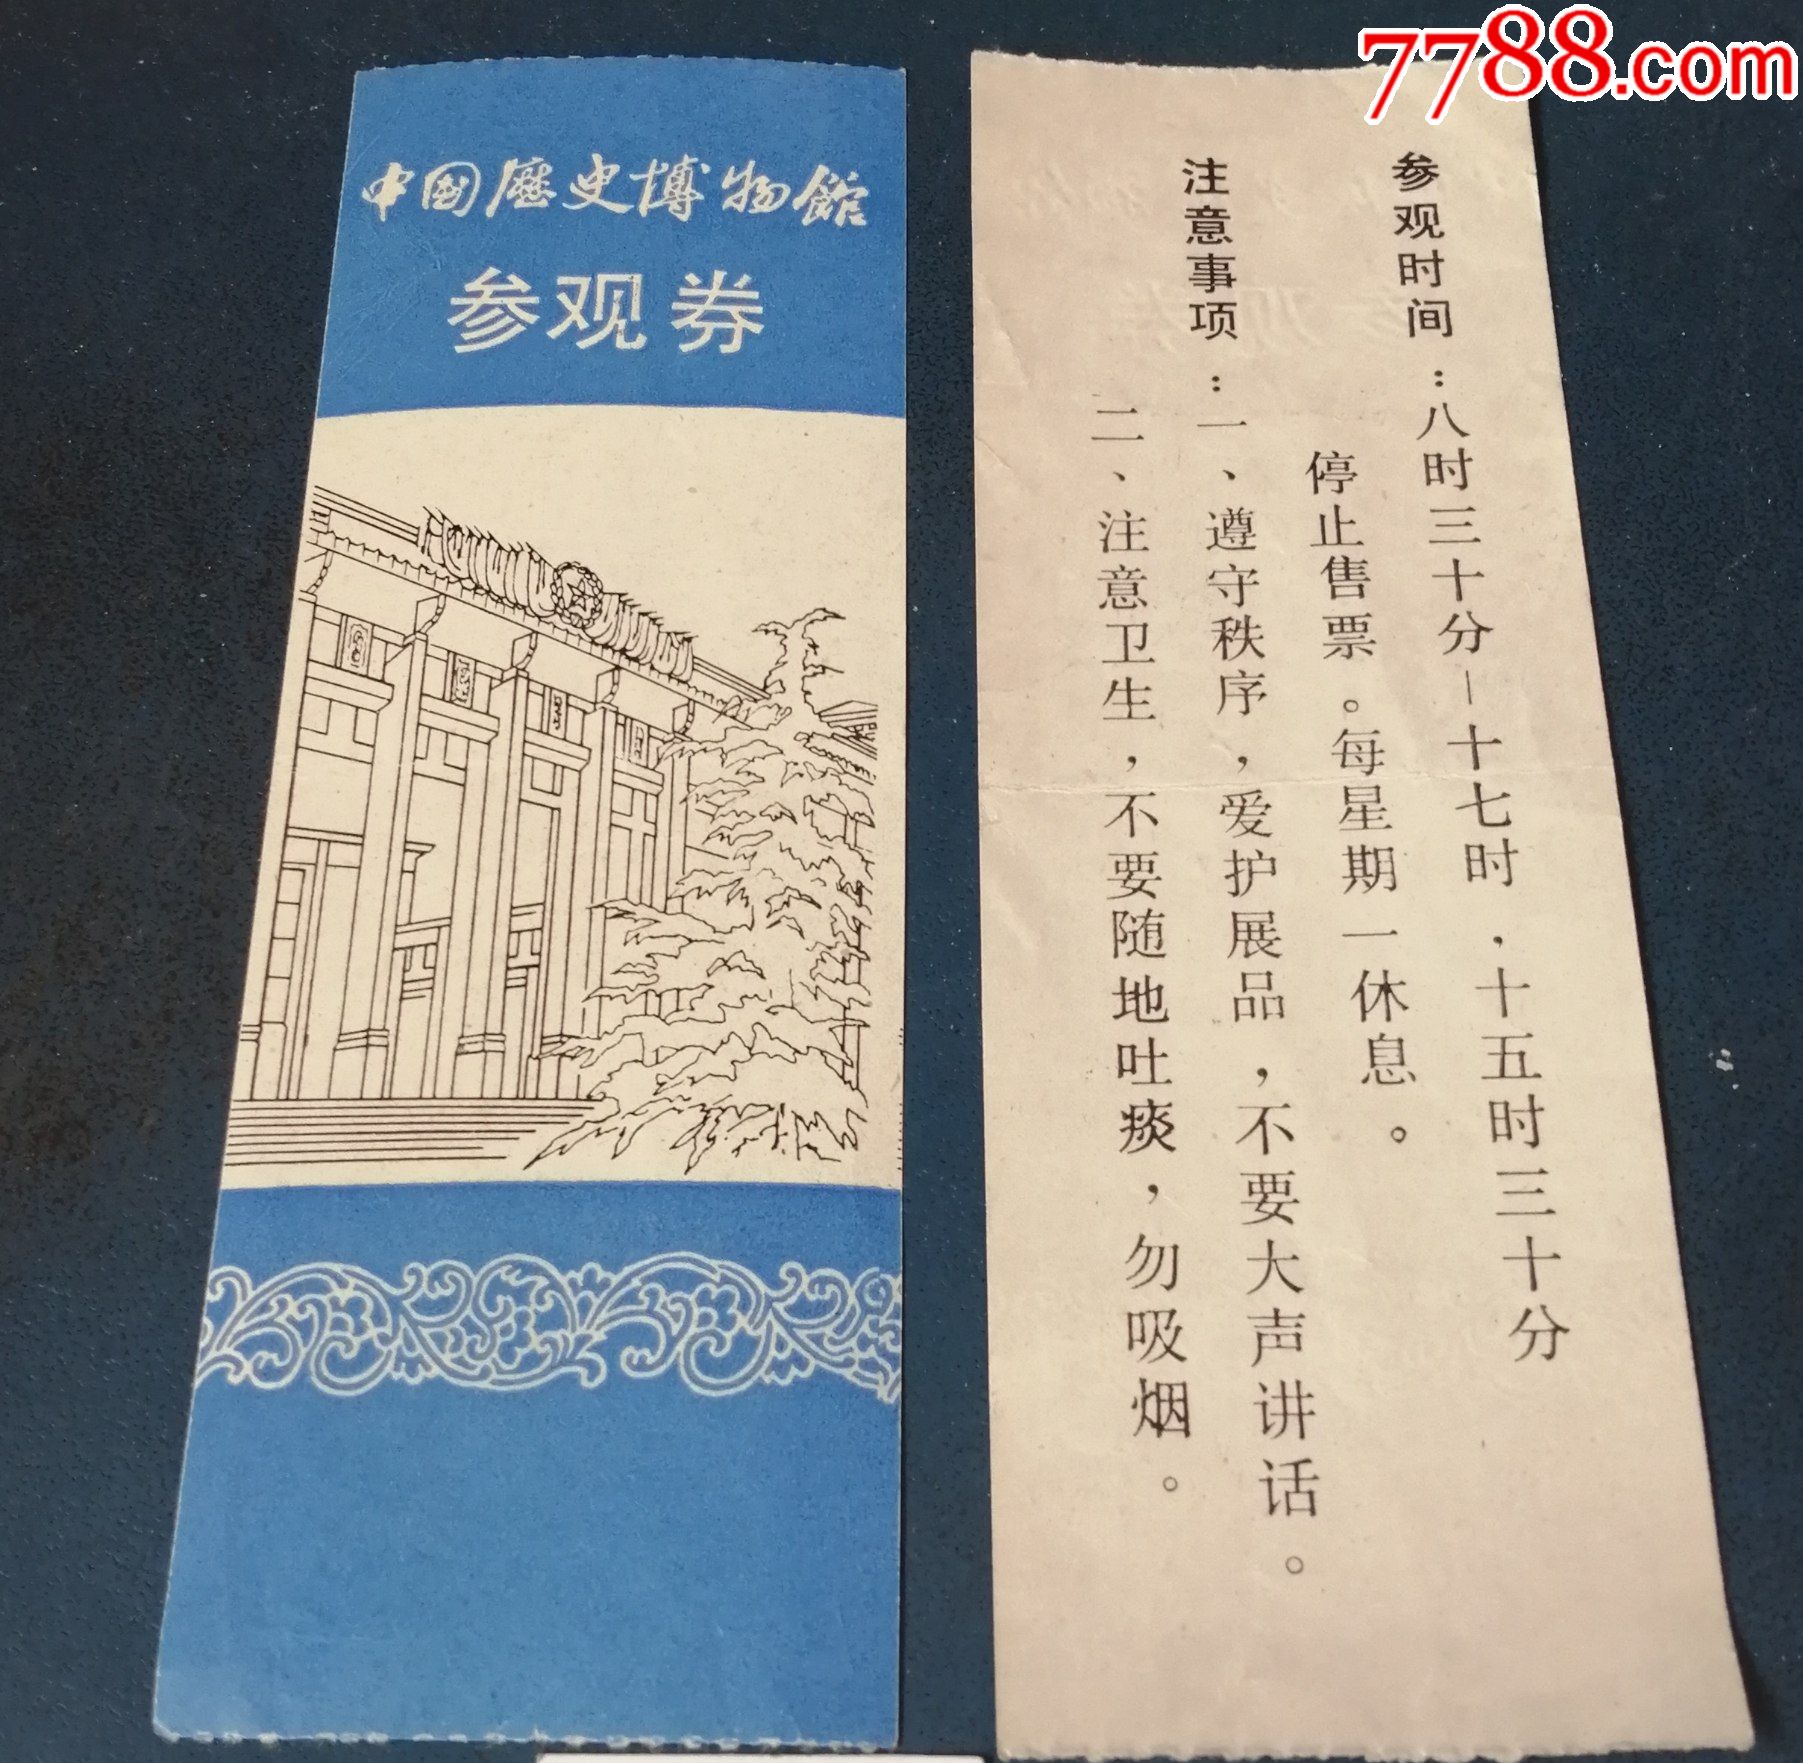 7788.com
中国歷史博物館
参观券
参观时间：八时三十分－十七时，十五时三十分
停止售票。每星期一休息。
注意事项：一、遵守秩序，爱护展品，不要大声讲话。
二、注意卫生，不要随地吐痰，勿吸烟。